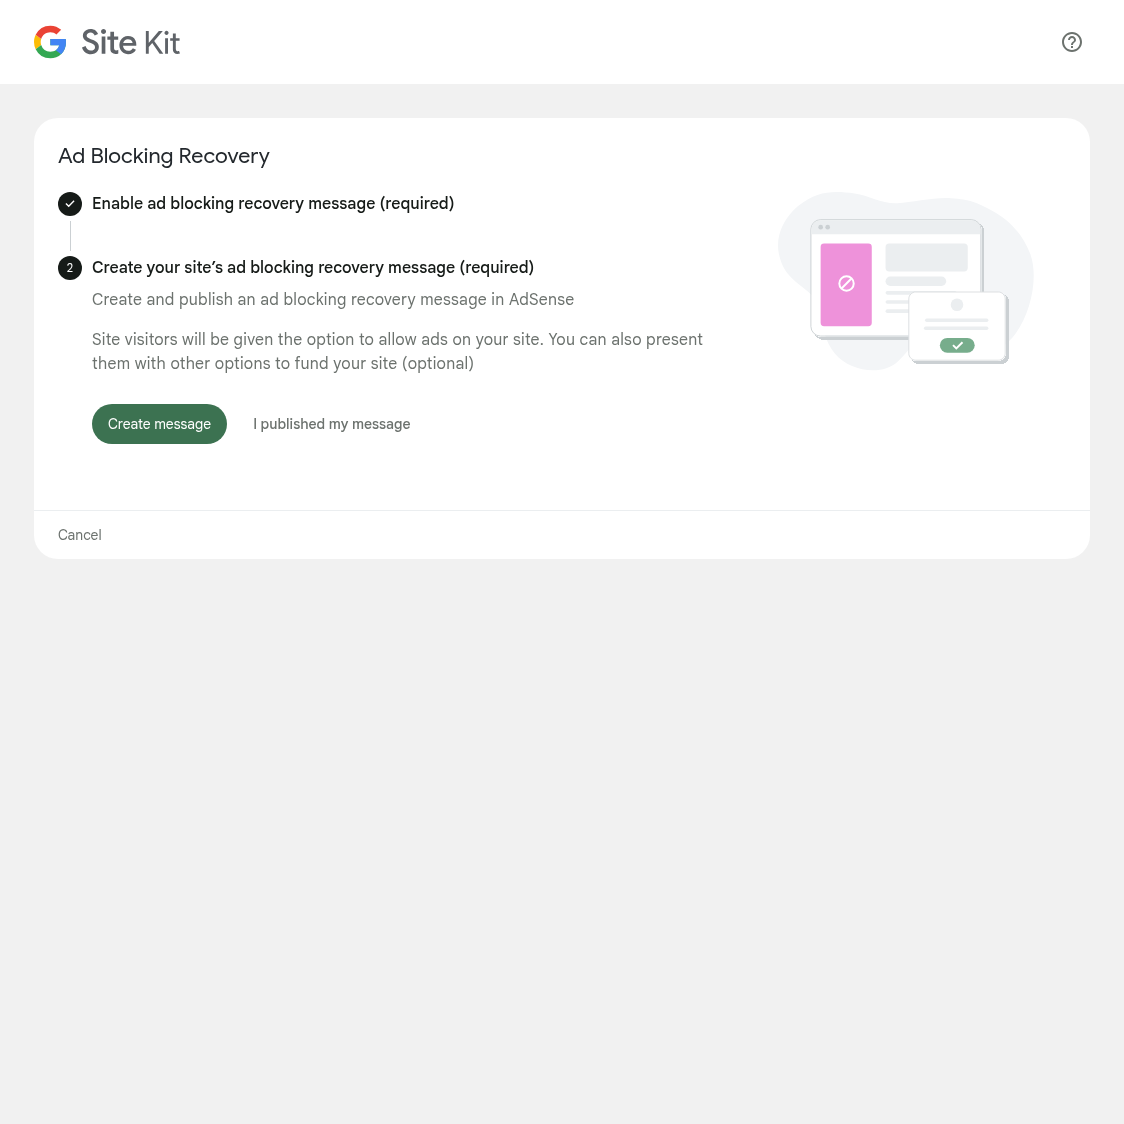 Site Kit
Ad Blocking Recovery
Enable ad blocking recovery message (required)
2
Create your site’s ad blocking recovery message (required)
Create and publish an ad blocking recovery message in AdSense
Site visitors will be given the option to allow ads on your site. You can also present
them with other options to fund your site (optional)
Create message
I published my message
Cancel